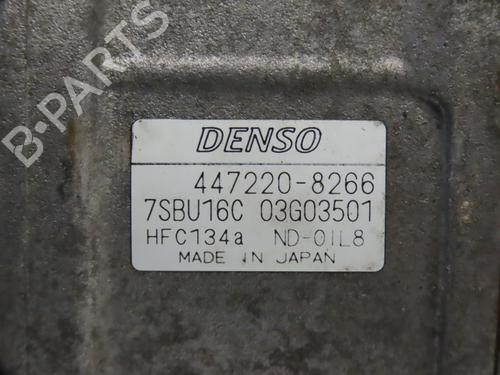 B-PARTS
DENSO
447220-8266
7SBU16C 03G03501
HFC134a ND-OIL8
MADE IN JAPAN